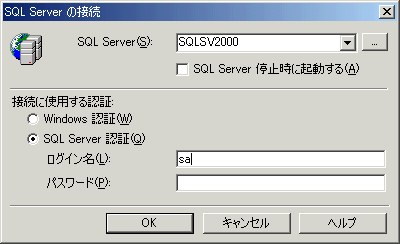 SQL Server の接続
SQL Server(S): SQLSV2000 ...
SQL Server 停止時に起動する(A)
接続に使用する認証:
Windows 認証(W)
SQL Server 認証(Q)
ログイン名(L): sa
パスワード(P):
OK キャンセル ヘルプ